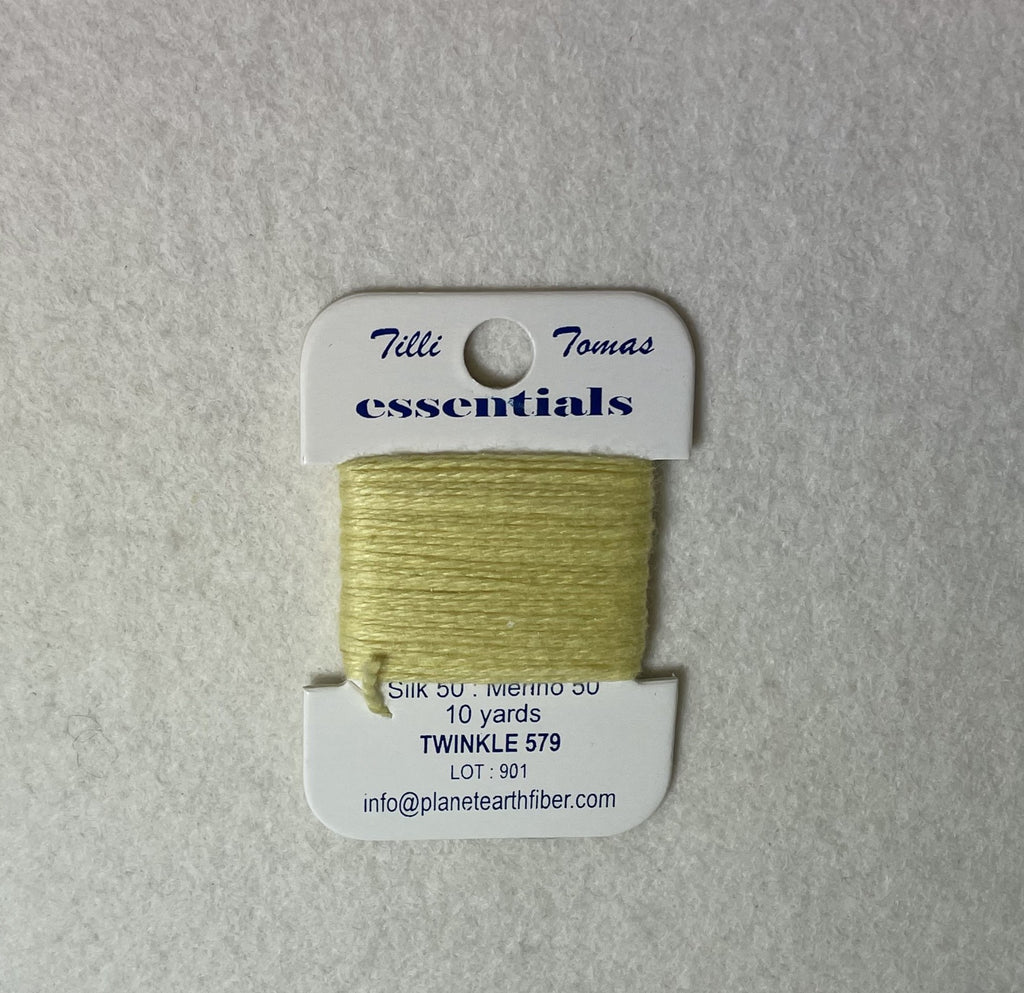 Tilli Tomas
essentials
Silk 50 : Merino 50
10 yards
TWINKLE 579
LOT : 901
info@planetearthfiber.com